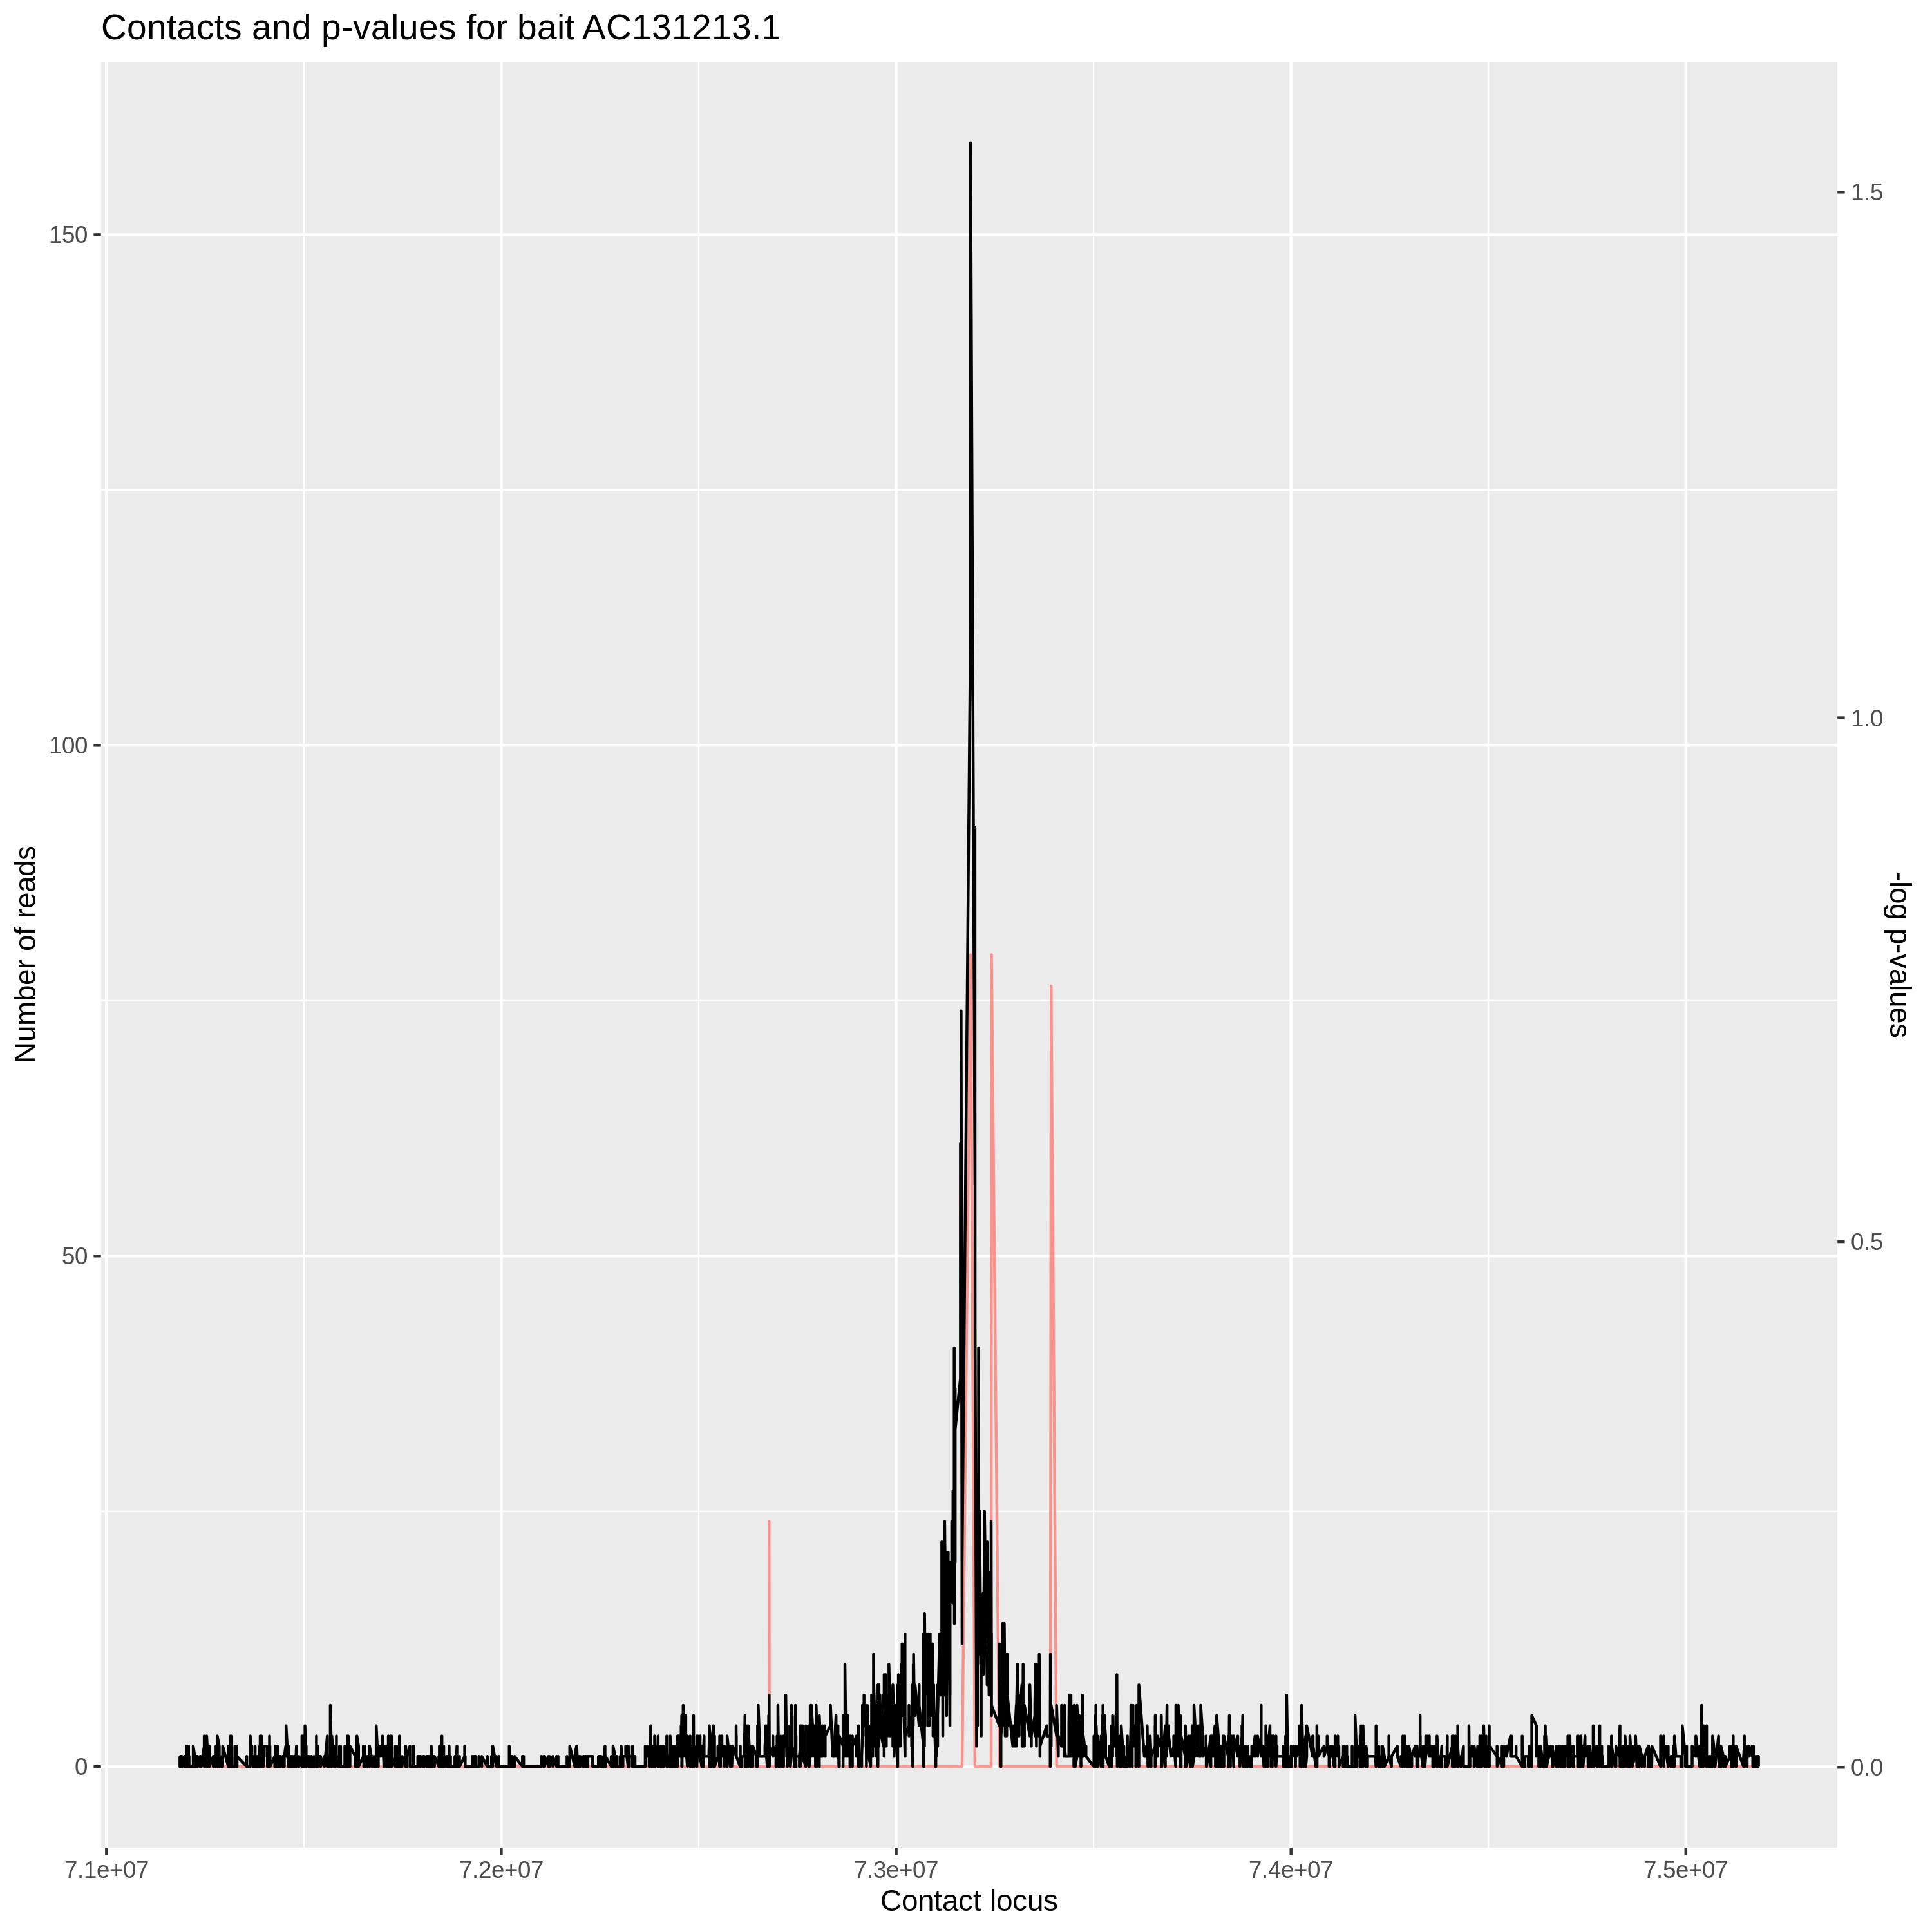 Contacts and p-values for bait AC131213.1
150
100
50
0
Number of reads
1.5
1.0
0.5
0.0
-log p-values
7.1e+07 7.2e+07 7.3e+07 7.4e+07 7.5e+07
Contact locus